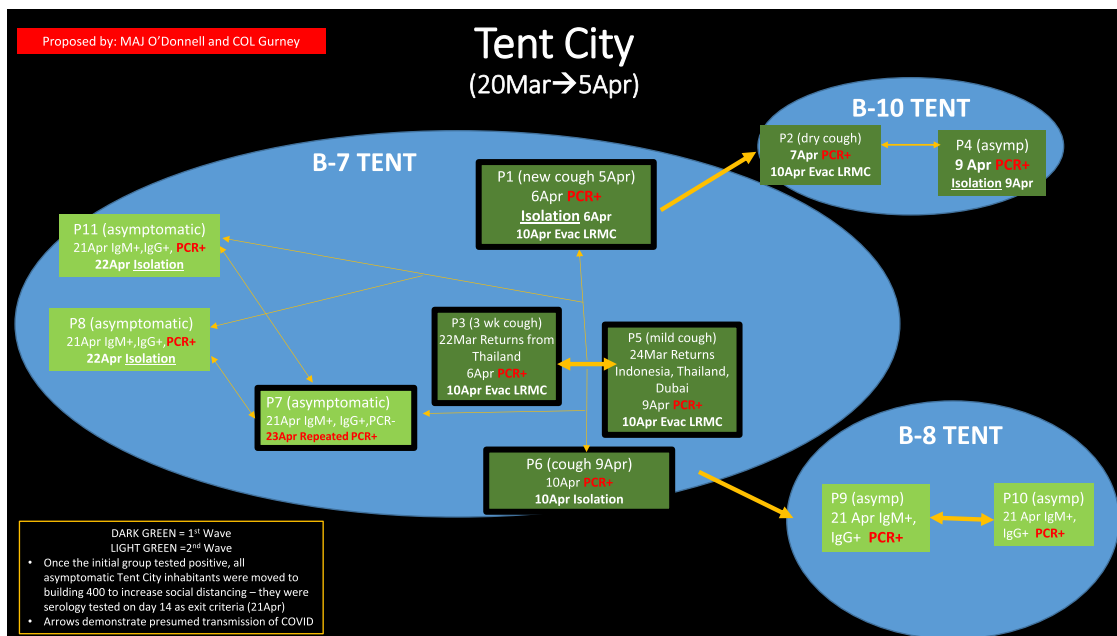 Proposed by: MAJ O’Donnell and COL Gurney
Tent City
(20Mar→5Apr)
B-10 TENT
P2 (dry cough)
7Apr PCR+
10Apr Evac LRMC
P4 (asymp)
9 Apr PCR+
Isolation 9Apr
B-7 TENT
P1 (new cough 5Apr)
6Apr PCR+
Isolation 6Apr
10Apr Evac LRMC
P11 (asymptomatic)
21Apr IgM+,IgG+, PCR+
22Apr Isolation
P8 (asymptomatic)
21Apr IgM+,IgG+,PCR+
22Apr Isolation
P3 (3 wk cough)
22Mar Returns from
Thailand
6Apr PCR+
10Apr Evac LRMC
P5 (mild cough)
24Mar Returns
Indonesia, Thailand,
Dubai
9Apr PCR+
10Apr Evac LRMC
P7 (asymptomatic)
21Apr IgM+, IgG+,PCR-
23Apr Repeated PCR+
P6 (cough 9Apr)
10Apr PCR+
10Apr Isolation
B-8 TENT
P9 (asymp)
21 Apr IgM+,
IgG+ PCR+
P10 (asymp)
21 Apr IgM+,
IgG+ PCR+
DARK GREEN = 1st Wave
LIGHT GREEN =2nd Wave
• Once the initial group tested positive, all
asymptomatic Tent City inhabitants were moved to
building 400 to increase social distancing – they were
serology tested on day 14 as exit criteria (21Apr)
• Arrows demonstrate presumed transmission of COVID